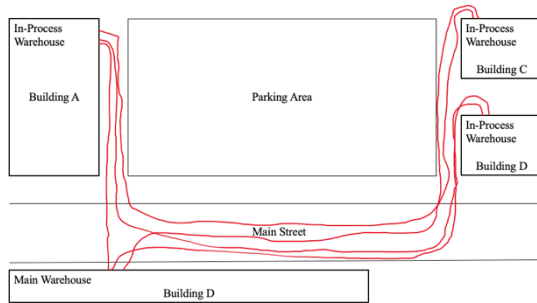 In-Process
Warehouse
Building A
Parking Area
In-Process
Warehouse
Building C
In-Process
Warehouse
Building D
Main Street
Main Warehouse
Building D